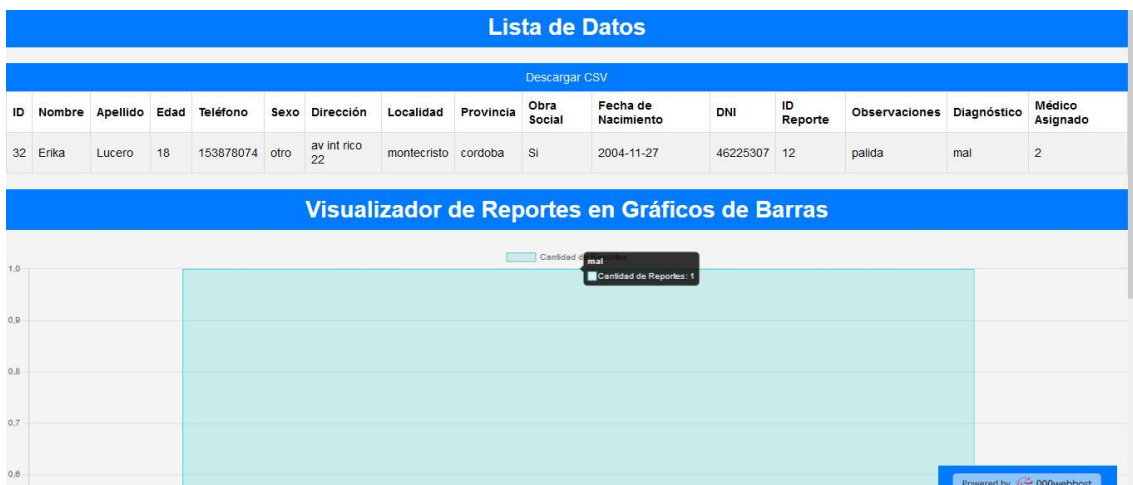 Lista de Datos
Descargar CSV
ID Nombre Apellido Edad Teléfono Sexo Dirección Localidad Provincia Obra Social Fecha de Nacimiento DNI ID Reporte Observaciones Diagnóstico Médico Asignado
32 Erika Lucero 18 153878074 otro av int rico 22 montecristo cordoba Si 2004-11-27 46225307 12 palida mal 2
Visualizador de Reportes en Gráficos de Barras
Cantidad de
mal
Cantidad de Reportes: 1
1,0
0,9
0,8
0,7
0,6
Powered by 000webhost